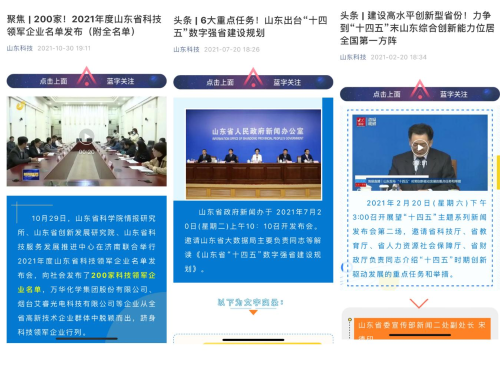 聚焦 | 200家！2021年度山东省科技
领军企业名单发布（附全名单）
山东科技 2021-10-30 19:11
点击上面 蓝字关注
10月29日，山东省科学院情报研究
所、山东省创新发展研究院、山东省科
技服务发展推进中心在济南联合举行
2021年度山东省科技领军企业名单发
布会，向社会发布了200家科技领军企
业名单，万华化学集团股份有限公司、
烟台艾睿光电科技有限公司等企业从全
省高新技术企业群体中脱颖而出，跻身
科技领军企业行列。
头条 | 6大重点任务！山东出台“十四
五”数字强省建设规划
山东科技 2021-07-20 18:26
点击上面 蓝字关注
山东省人民政府新闻办公室
山东省政府新闻办于 2021年7月2
0日(星期二)上午10：10召开发布会，
邀请山东省大数据局主要负责同志等解
读《山东省“十四五”数字强省建设规
划》。
以下为文字实录：
头条 | 建设高水平创新型省份！力争
到“十四五”末山东综合创新能力位居
全国第一方阵
山东科技 2021-02-20 18:34
点击上面 蓝字关注
2021年2月20日(星期六)下
午3:00召开展望“十四五”主题系列新
闻发布会第二场，邀请省科技厅、省教
育厅、省人力资源社会保障厅、省财
政厅负责同志介绍“十四五”时期创新
驱动发展的重点任务和举措。
山东省委宣传部新闻二处副处长 宋